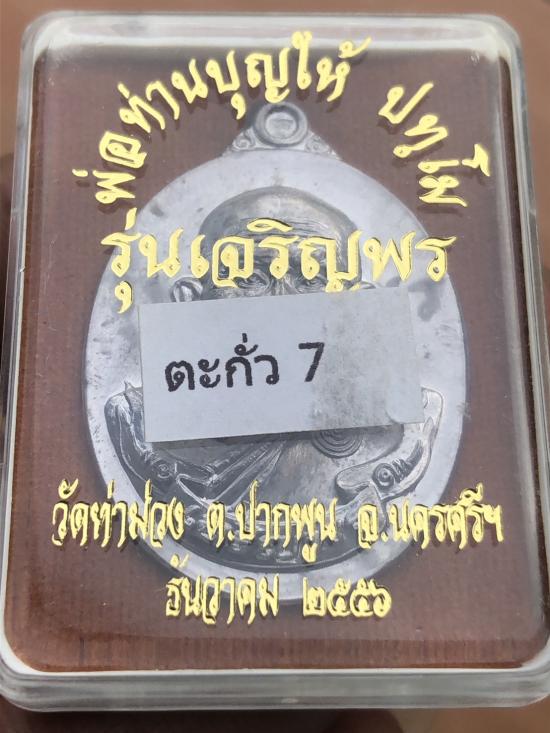 พ่อท่านบุญให้ ปทุโม
รุ่นเจริญพร
ตะกั่ว 7
วัดท่าม่วง ต.ปากพูน อ.นครศรีฯ
ธันวาคม ๒๕๕๖